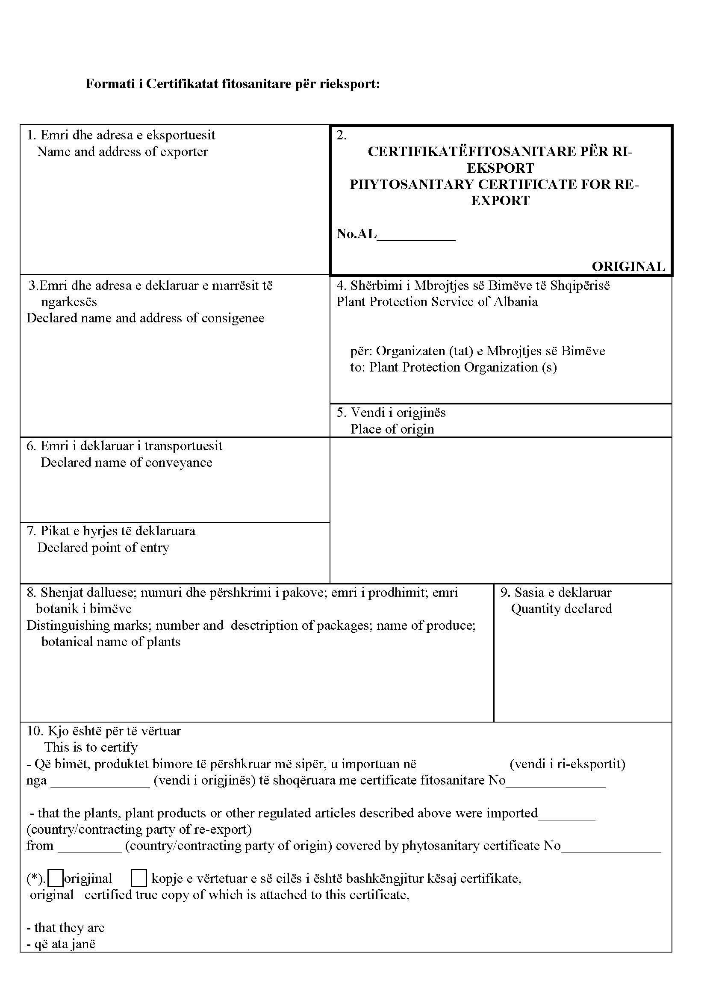 Formati i Certifikatat fitosanitare për rieksport:
1. Emri dhe adresa e eksportuesit
Name and address of exporter
2.
CERTIFIKATËFITOSANITARE PËR RI-
EKSPORT
PHYTOSANITARY CERTIFICATE FOR RE-
EXPORT
No.AL___________
ORIGINAL
3.Emri dhe adresa e deklaruar e marrësit të
ngarkesës
Declared name and address of consigenee
4. Shërbimi i Mbrojtjes së Bimëve të Shqipërisë
Plant Protection Service of Albania
për: Organizaten (tat) e Mbrojtjes së Bimëve
to: Plant Protection Organization (s)
5. Vendi i origjinës
Place of origin
6. Emri i deklaruar i transportuesit
Declared name of conveyance
7. Pikat e hyrjes të deklaruara
Declared point of entry
8. Shenjat dalluese; numuri dhe përshkrimi i pakove; emri i prodhimit; emri
botanik i bimëve
Distinguishing marks; number and desctription of packages; name of produce;
botanical name of plants
9. Sasia e deklaruar
Quantity declared
10. Kjo është për të vërtuar
This is to certify
- Që bimët, produktet bimore të përshkruar më sipër, u importuan në_____________(vendi i ri-eksportit)
nga ______________ (vendi i origjinës) të shoqëruara me certificate fitosanitare No______________
- that the plants, plant products or other regulated articles described above were imported________
(country/contracting party of re-export)
from _________ (country/contracting party of origin) covered by phytosanitary certificate No______________
(*).origjinal kopje e vërtetuar e së cilës i është bashkëngjitur kësaj certifikate,
original certified true copy of which is attached to this certificate,
- that they are
- që ata janë